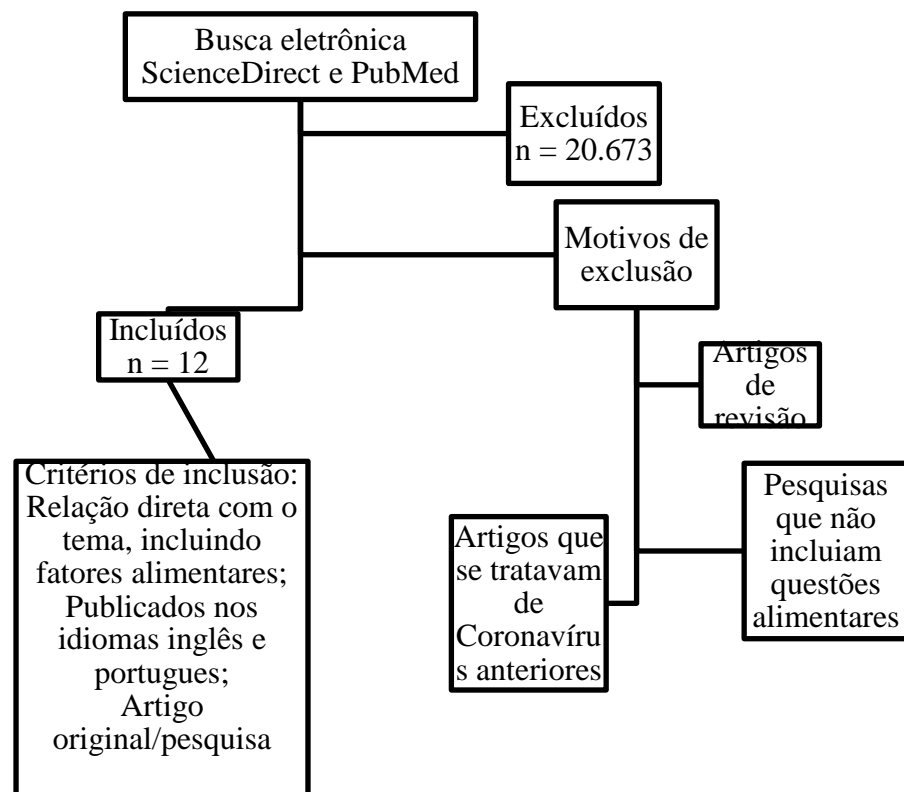 Busca eletrônica
ScienceDirect e PubMed
Excluídos
n = 20.673
Motivos de
exclusão
Incluídos
n = 12
Artigos
de
revisão
Critérios de inclusão:
Relação direta com o
tema, incluindo
fatores alimentares;
Publicados nos
idiomas inglês e
portugues;
Artigo
original/pesquisa
Artigos que
se tratavam
de
Coronavíru
s anteriores
Pesquisas
que não
incluiam
questões
alimentares